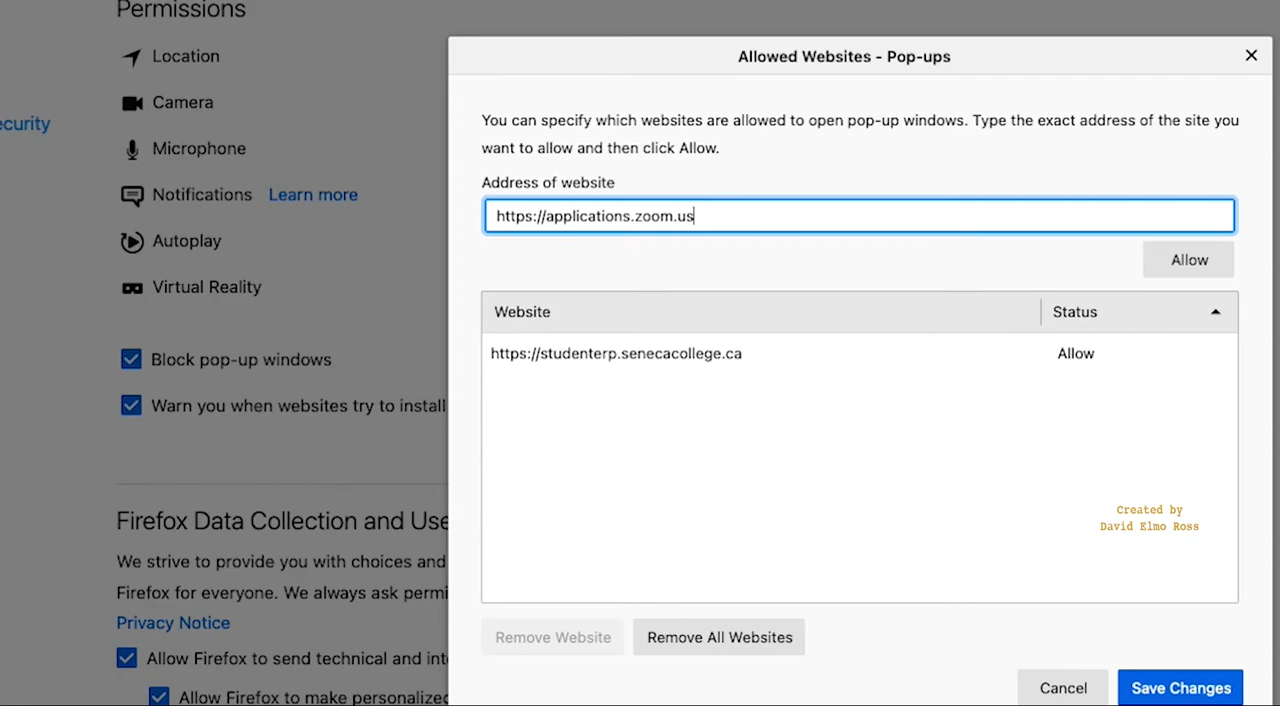 Permissions
Location
Camera
ecurity
Microphone
Notifications Learn more
Autoplay
Virtual Reality
Block pop-up windows
Warn you when websites try to install
Firefox Data Collection and Use
We strive to provide you with choices and
Firefox for everyone. We always ask permi
Privacy Notice
Allow Firefox to send technical and int
Allow Firefox to make personalized
Allowed Websites - Pop-ups
You can specify which websites are allowed to open pop-up windows. Type the exact address of the site you
want to allow and then click Allow.
Address of website
https://applications.zoom.us
Allow
Website Status
https://studenterp.senecacollege.ca Allow
Created by
David Elmo Ross
Remove Website Remove All Websites
Cancel Save Changes